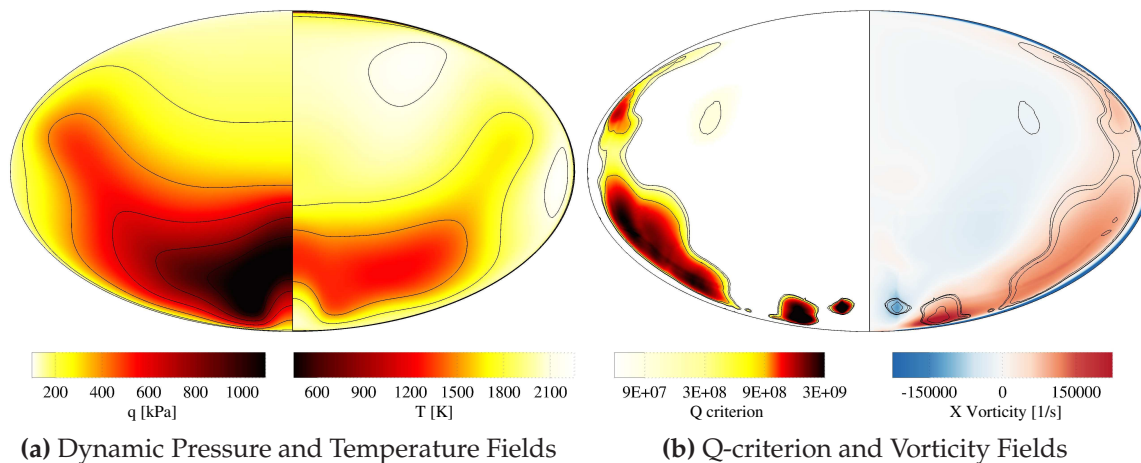 200 400 600 800 1000
q [kPa]
600 900 1200 1500 1800 2100
T [K]
9E+07 3E+08 9E+08 3E+09
Q criterion
-150000 0 150000
X Vorticity [1/s]
(a) Dynamic Pressure and Temperature Fields
(b) Q-criterion and Vorticity Fields